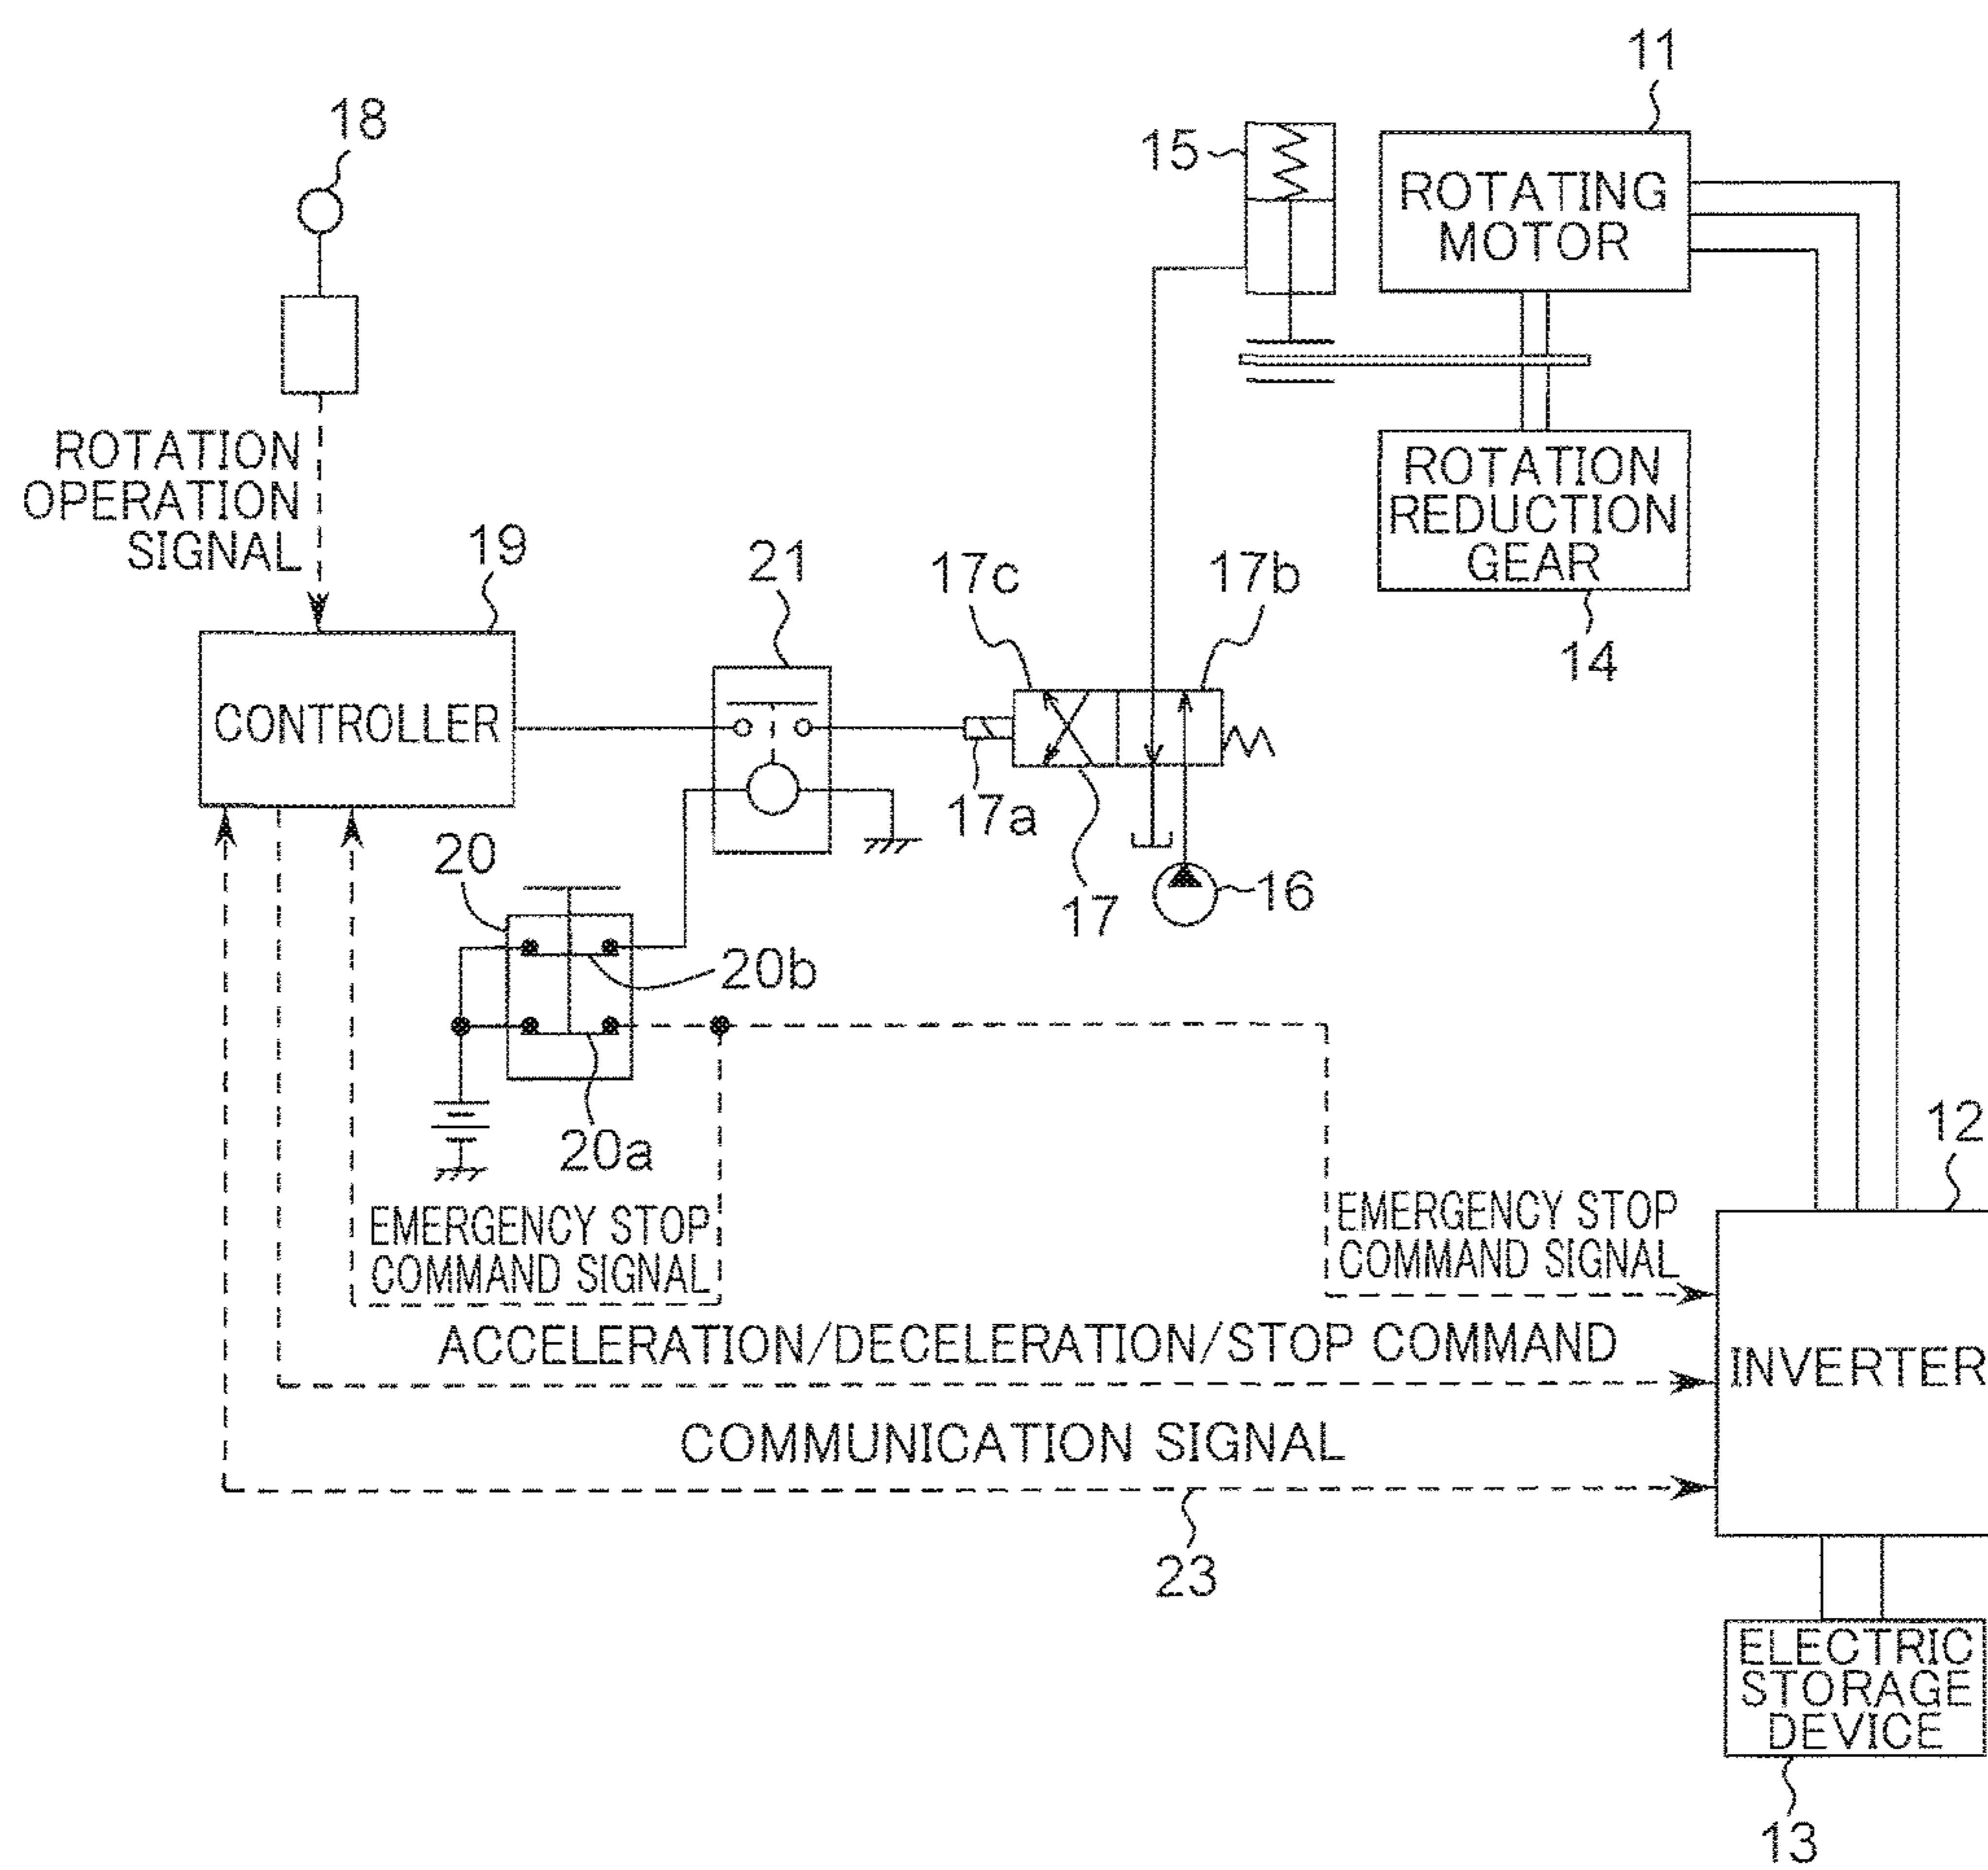 11
18
15
ROTATING
MOTOR
ROTATION
OPERATION
SIGNAL
ROTATION
REDUCTION
GEAR
14
19
21
17c
17b
CONTROLLER
17a
17
16
20
20b
20a
12
EMERGENCY STOP
COMMAND SIGNAL
EMERGENCY STOP
COMMAND SIGNAL
ACCELERATION/DECELERATION/STOP COMMAND
INVERTER
COMMUNICATION SIGNAL
23
ELECTRIC
STORAGE
DEVICE
13